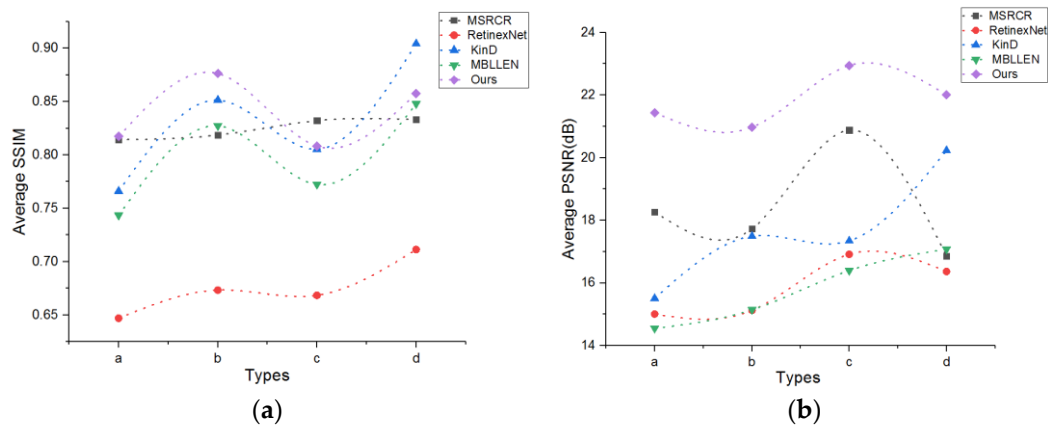 MSRCR
RetinexNet
KinD
MBLLEN
Ours
0.90
0.85
0.80
0.75
0.70
0.65
Average SSIM
a
b
c
d
Types
(a)
MSRCR
RetinexNet
KinD
MBLLEN
Ours
24
22
20
18
16
14
Average PSNR(dB)
a
b
c
d
Types
(b)